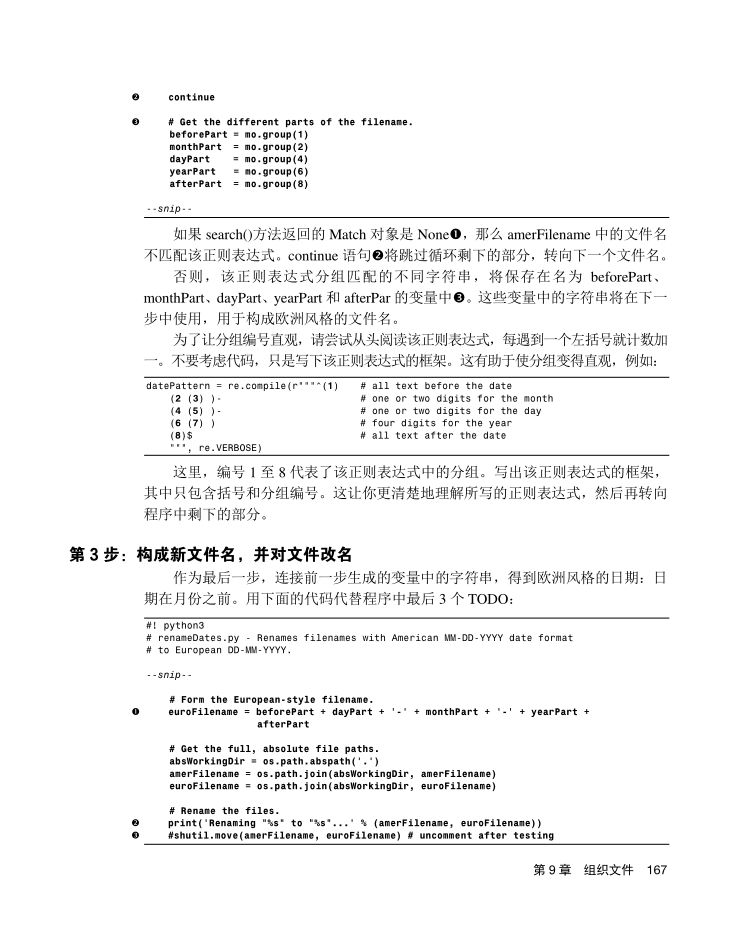 ❷ continue
❸ # Get the different parts of the filename.
beforePart = mo.group(1)
monthPart = mo.group(2)
dayPart = mo.group(4)
yearPart = mo.group(6)
afterPart = mo.group(8)
--snip--
如果 search()方法返回的 Match 对象是 None❶，那么 amerFilename 中的文件名
不匹配该正则表达式。continue 语句❷将跳过循环剩下的部分，转向下一个文件名。
否则，该正则表达式分组匹配的不同字符串，将保存在名为 beforePart、
monthPart、dayPart、yearPart 和 afterPar 的变量中❸。这些变量中的字符串将在下一
步中使用，用于构成欧洲风格的文件名。
为了让分组编号直观，请尝试从头阅读该正则表达式，每遇到一个左括号就计数加
一。不要考虑代码，只是写下该正则表达式的框架。这有助于使分组变得直观，例如：
datePattern = re.compile(r"""^(1) # all text before the date
(2 (3) )- # one or two digits for the month
(4 (5) )- # one or two digits for the day
(6 (7) ) # four digits for the year
(8)$ # all text after the date
""", re.VERBOSE)
这里，编号 1 至 8 代表了该正则表达式中的分组。写出该正则表达式的框架，
其中只包含括号和分组编号。这让你更清楚地理解所写的正则表达式，然后再转向
程序中剩下的部分。
第 3 步：构成新文件名，并对文件改名
作为最后一步，连接前一步生成的变量中的字符串，得到欧洲风格的日期：日
期在月份之前。用下面的代码代替程序中最后 3 个 TODO：
#! python3
# renameDates.py - Renames filenames with American MM-DD-YYYY date format
# to European DD-MM-YYYY.
--snip--
# Form the European-style filename.
❶ euroFilename = beforePart + dayPart + '-' + monthPart + '-' + yearPart +
afterPart
# Get the full, absolute file paths.
absWorkingDir = os.path.abspath('.')
amerFilename = os.path.join(absWorkingDir, amerFilename)
euroFilename = os.path.join(absWorkingDir, euroFilename)
# Rename the files.
❷ print('Renaming "%s" to "%s"...' % (amerFilename, euroFilename))
❸ #shutil.move(amerFilename, euroFilename) # uncomment after testing
第 9 章 组织文件 167